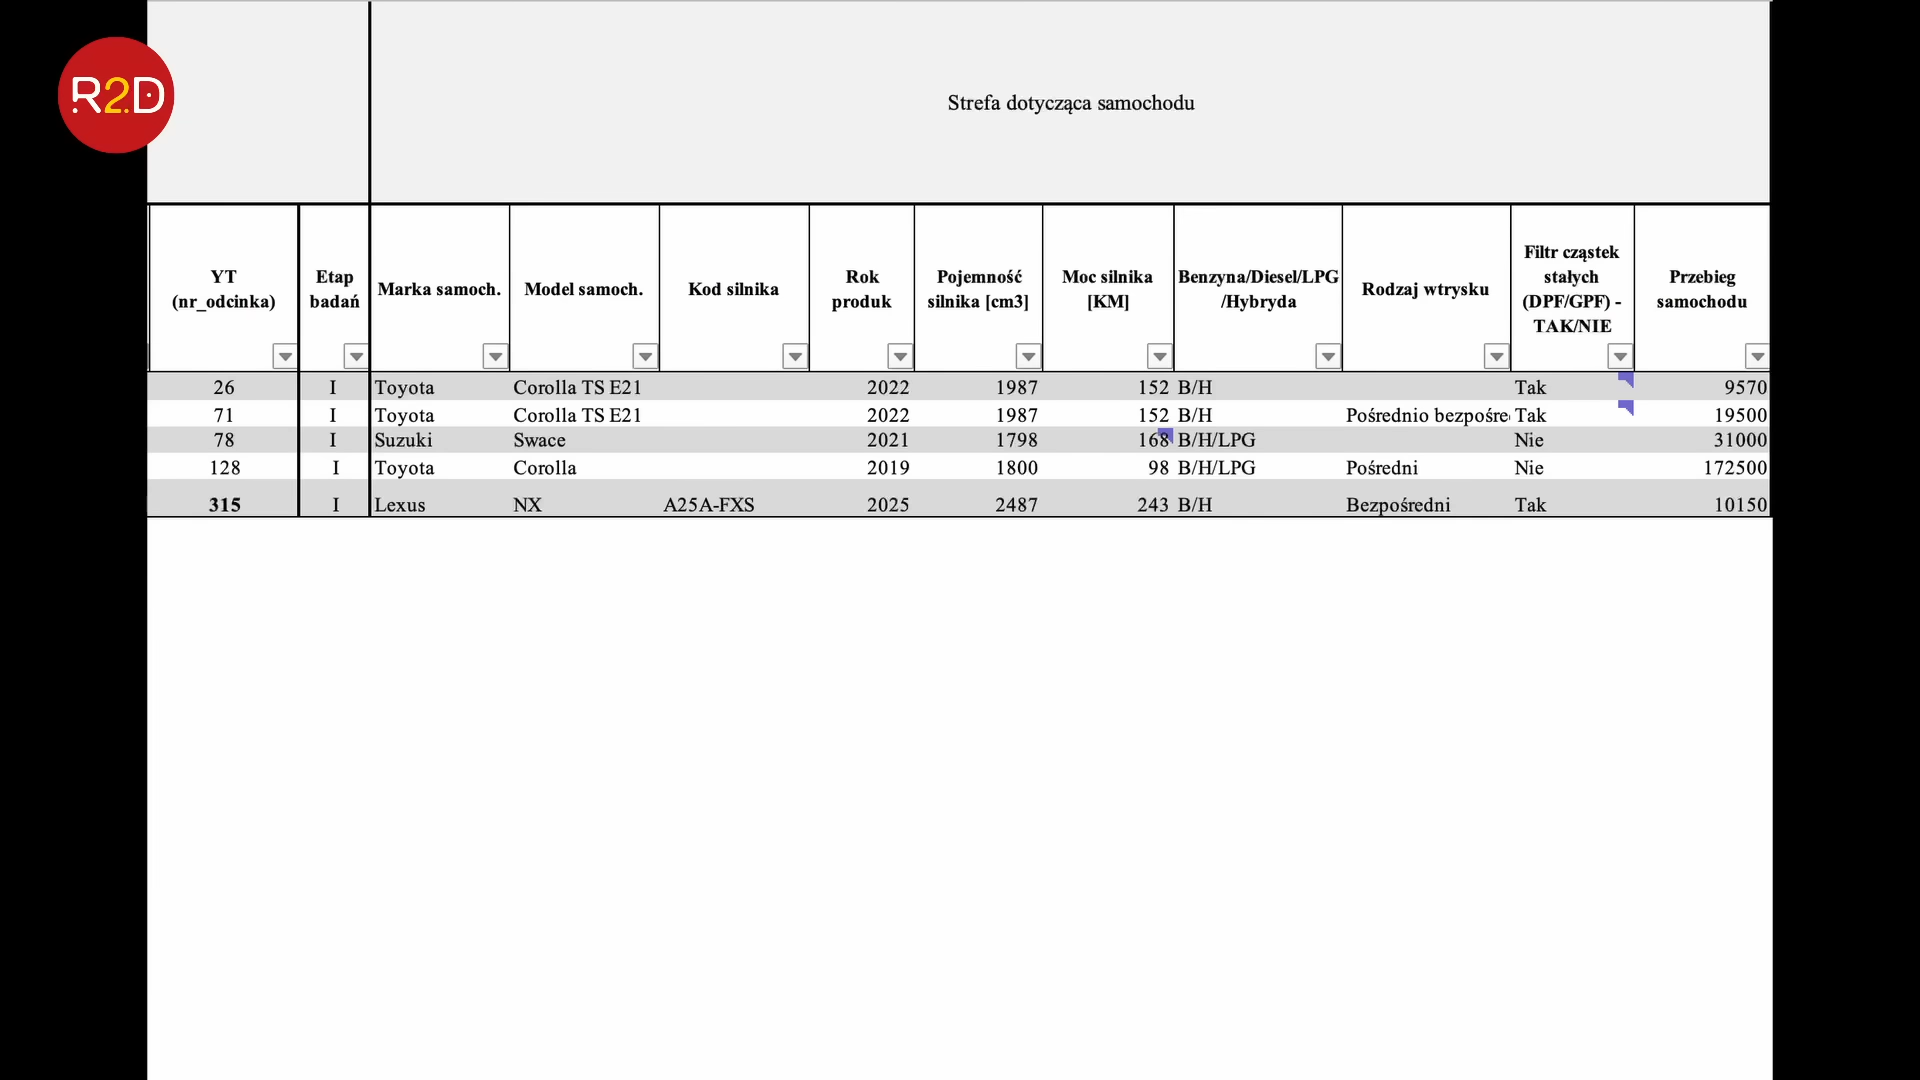 R2D
Strefa dotycząca samochodu
YT (nr_odcinka) Etap badań Marka samoch. Model samoch. Kod silnika Rok produk Pojemność silnika [cm3] Moc silnika [KM] Benzyna/Diesel/LPG /Hybryda Rodzaj wtrysku Filtr cząstek stałych (DPF/GPF) - TAK/NIE Przebieg samochodu
26 I Toyota Corolla TS E21 2022 1987 152 B/H Tak 9570
71 I Toyota Corolla TS E21 2022 1987 152 B/H Pośrednio bezpośre Tak 19500
78 I Suzuki Swace 2021 1798 168 B/H/LPG Nie 31000
128 I Toyota Corolla 2019 1800 98 B/H/LPG Pośredni Nie 172500
315 I Lexus NX A25A-FXS 2025 2487 243 B/H Bezpośredni Tak 10150